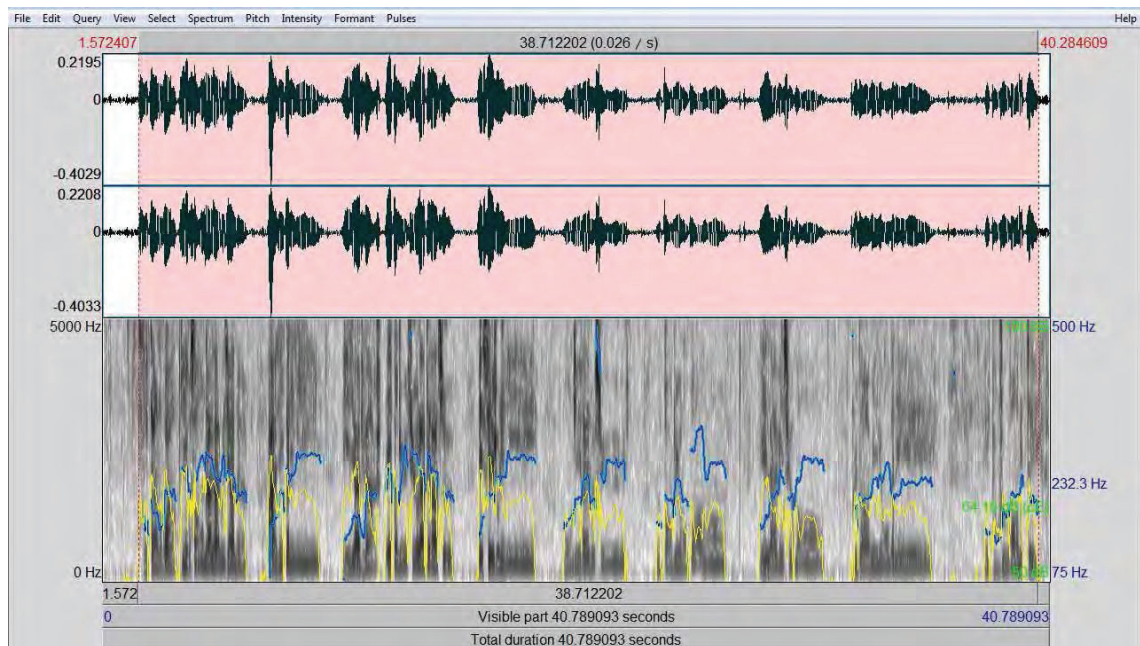 File Edit Query View Select Spectrum Pitch Intensity Formant Pulses Help
1.572407 38.712202 (0.026 / s) 40.284609
0.2195
0
-0.4029
0.2208
0
-0.4033
5000 Hz 500 Hz
232.3 Hz
0 Hz 50 dB 75 Hz
1.572 38.712202
0 Visible part 40.789093 seconds 40.789093
Total duration 40.789093 seconds